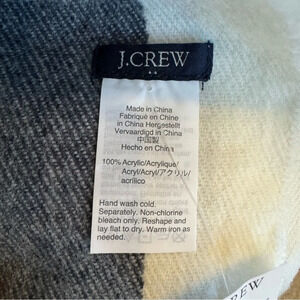 J.CREW
Made in China
Fabriqué en Chine
in China Hergestellt
Vervaardigd in China
中国製
Hecho en China
100% Acrylic/Acrylique/
Acryl/Acryl/アクリル/
acrílico
Hand wash cold.
Separately. Non-chlorine
bleach only. Reshape and
lay flat to dry. Warm iron as
needed.
CREW